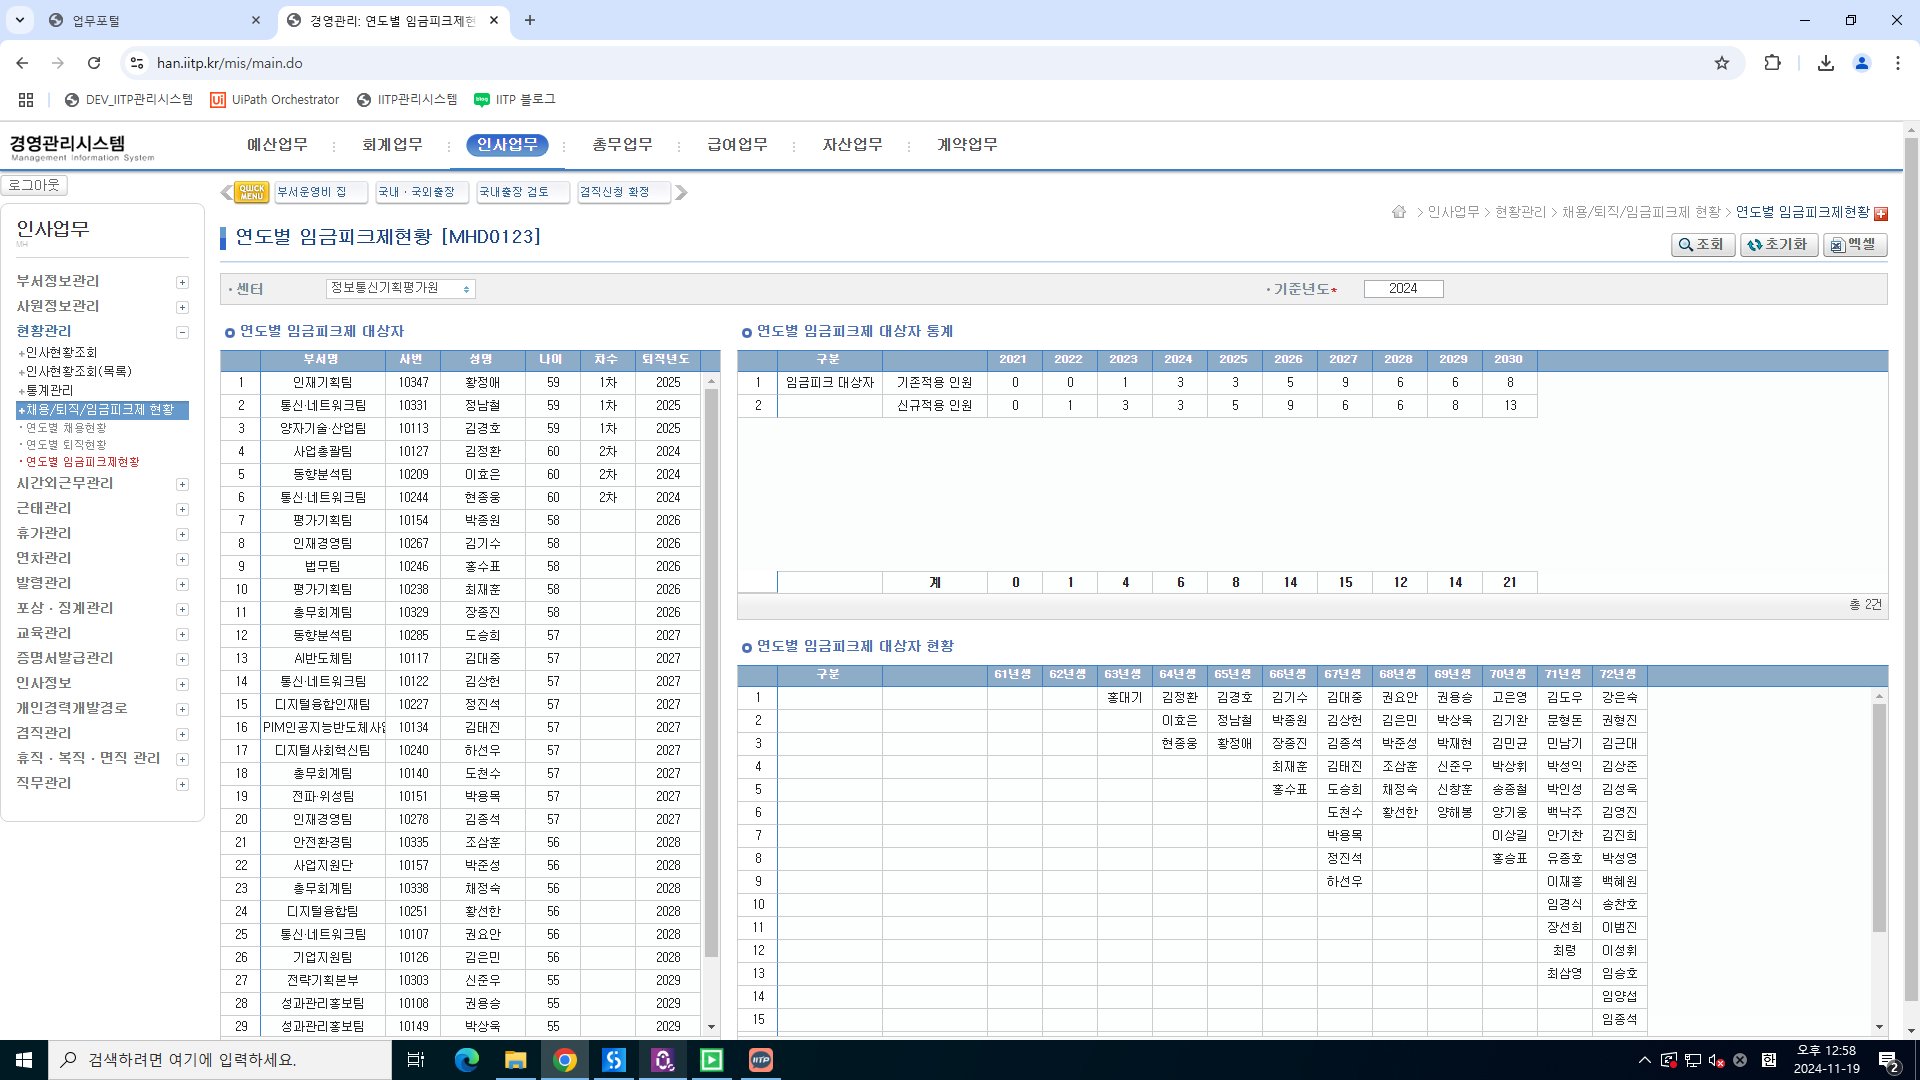 업무포털
경영관리: 연도별 임금피크제현
han.iitp.kr/mis/main.do
DEV_IITP관리시스템 UiPath Orchestrator IITP관리시스템 IITP 블로그
경영관리시스템
Management Information System
예산업무 회계업무 인사업무 총무업무 급여업무 자산업무 계약업무
로그아웃
QUICK MENU 부서운영비 집 국내·국외출장 국내출장 검토 겸직신청 확정
> 인사업무 > 현황관리 > 채용/퇴직/임금피크제 현황 > 연도별 임금피크제현황
연도별 임금피크제현황 [MHD0123]
조회 초기화 엑셀
센터 정보통신기획평가원 기준년도* 2024
인사업무
MH
부서정보관리
사원정보관리
현황관리
+인사현황조회
+인사현황조회(목록)
+통계관리
+채용/퇴직/임금피크제 현황
·연도별 채용현황
·연도별 퇴직현황
·연도별 임금피크제현황
시간외근무관리
근태관리
휴가관리
연차관리
발령관리
포상·징계관리
교육관리
증명서발급관리
인사정보
개인경력개발경로
겸직관리
휴직·복직·면직 관리
직무관리
연도별 임금피크제 대상자
부서명 사번 성명 나이 차수 퇴직년도
1 인재기획팀 10347 황정애 59 1차 2025
2 통신·네트워크팀 10331 정남철 59 1차 2025
3 양자기술·산업팀 10113 김경호 59 1차 2025
4 사업총괄팀 10127 김정환 60 2차 2024
5 동향분석팀 10209 이효은 60 2차 2024
6 통신·네트워크팀 10244 현종웅 60 2차 2024
7 평가기획팀 10154 박종원 58 2026
8 인재경영팀 10267 김기수 58 2026
9 법무팀 10246 홍수표 58 2026
10 평가기획팀 10238 최재훈 58 2026
11 총무회계팀 10329 장종진 58 2026
12 동향분석팀 10285 도승희 57 2027
13 AI반도체팀 10117 김대중 57 2027
14 통신·네트워크팀 10122 김상헌 57 2027
15 디지털융합인재팀 10227 정진석 57 2027
16 PIM인공지능반도체사업 10134 김태진 57 2027
17 디지털사회혁신팀 10240 하선우 57 2027
18 총무회계팀 10140 도천수 57 2027
19 전파·위성팀 10151 박용목 57 2027
20 인재경영팀 10278 김종석 57 2027
21 안전환경팀 10335 조삼훈 56 2028
22 사업지원단 10157 박준성 56 2028
23 총무회계팀 10338 채정숙 56 2028
24 디지털융합팀 10251 황선한 56 2028
25 통신·네트워크팀 10107 권요안 56 2028
26 기업지원팀 10126 김은민 56 2028
27 전략기획본부 10303 신준우 55 2029
28 성과관리홍보팀 10108 권용승 55 2029
29 성과관리홍보팀 10149 박상욱 55 2029
연도별 임금피크제 대상자 통계
구분 2021 2022 2023 2024 2025 2026 2027 2028 2029 2030
1 임금피크 대상자 기존적용 인원 0 0 1 3 3 5 9 6 6 8
2 신규적용 인원 0 1 3 3 5 9 6 6 8 13
계 0 1 4 6 8 14 15 12 14 21
총 2건
연도별 임금피크제 대상자 현황
구분 61년생 62년생 63년생 64년생 65년생 66년생 67년생 68년생 69년생 70년생 71년생 72년생
1 홍대기 김정환 김경호 김기수 김대중 권요안 권용승 고은영 김도우 강은숙
2 이효은 정남철 박종원 김상헌 김은민 박상욱 김기완 문형돈 권형진
3 현종웅 황정애 장종진 김종석 박준성 박재현 김민균 민남기 김근대
4 최재훈 김태진 조삼훈 신준우 박상휘 박성익 김상준
5 홍수표 도승희 채정숙 신창훈 송종철 박인성 김성욱
6 도천수 황선한 양해봉 양기웅 백낙주 김영진
7 박용목 이상길 안기찬 김진희
8 정진석 홍승표 유종호 박성영
9 하선우 이재홍 백혜원
10 임경식 송찬호
11 장선희 이범진
12 최령 이성휘
13 최삼영 임승호
14 임양섭
15 임종석
검색하려면 여기에 입력하세요.
한
오후 12:58
2024-11-19
2